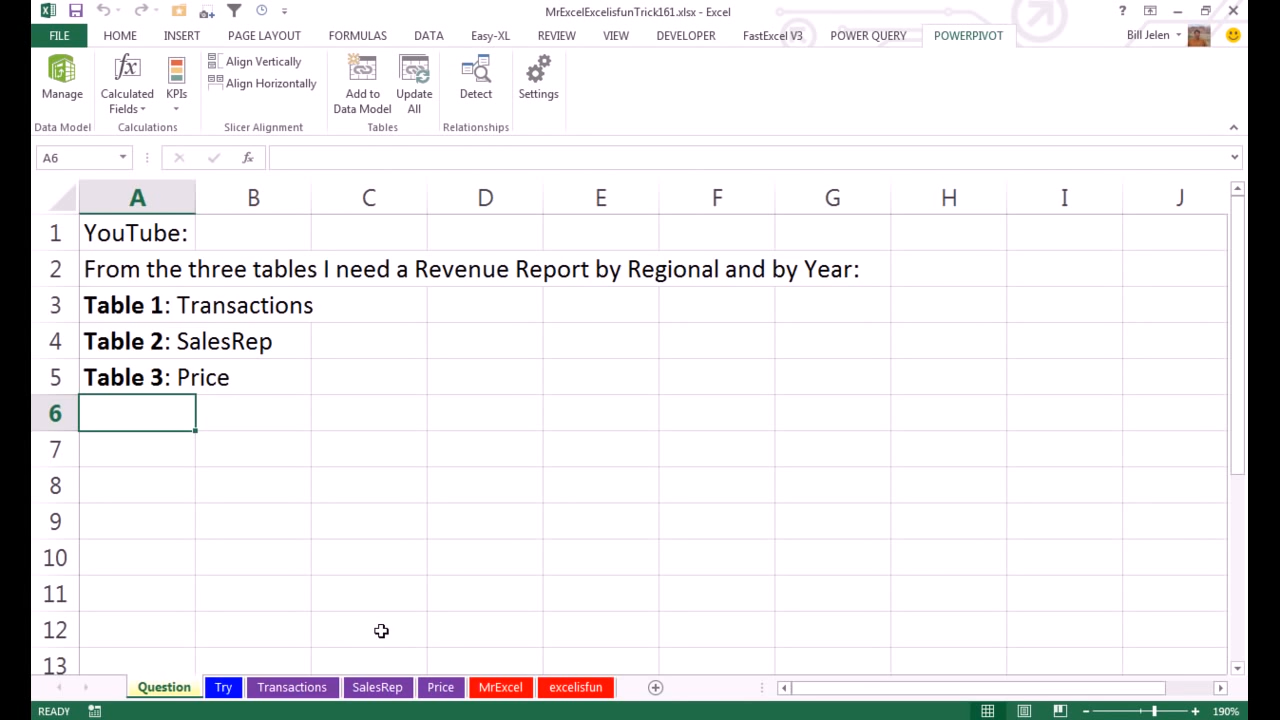 MrExcelExcelisfunTrick161.xlsx - Excel
FILE HOME INSERT PAGE LAYOUT FORMULAS DATA Easy-XL REVIEW VIEW DEVELOPER FastExcel V3 POWER QUERY POWERPIVOT Bill Jelen
Manage
Calculated Fields
KPIs
Align Vertically
Align Horizontally
Add to Data Model
Update All
Detect
Settings
Data Model Calculations Slicer Alignment Tables Relationships
A6 fx
A B C D E F G H I J
1 YouTube:
2 From the three tables I need a Revenue Report by Regional and by Year:
3 Table 1: Transactions
4 Table 2: SalesRep
5 Table 3: Price
6
7
8
9
10
11
12
13
Question Try Transactions SalesRep Price MrExcel excelisfun
READY 190%